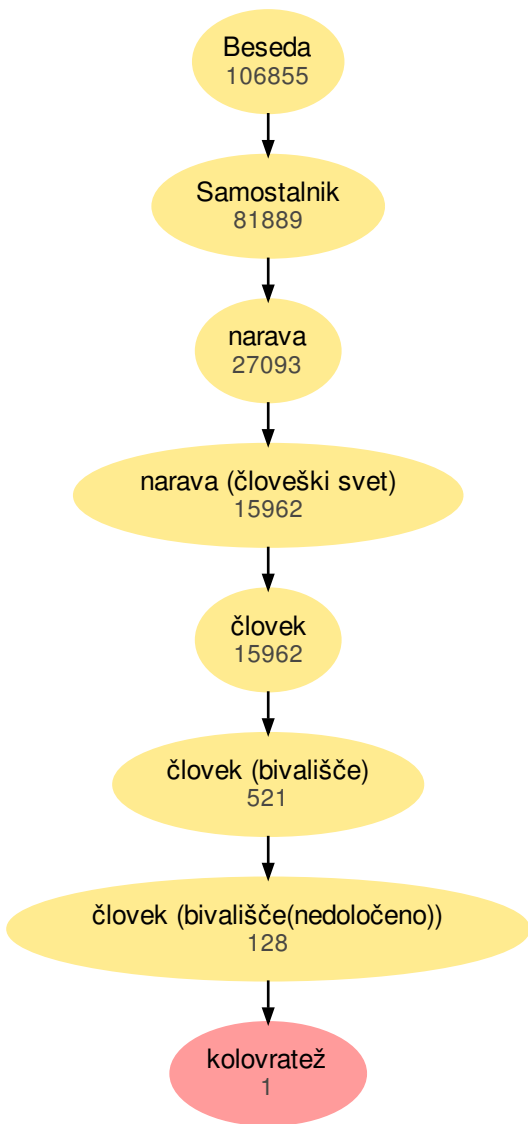 Beseda
106855
Samostalnik
81889
narava
27093
narava (človeški svet)
15962
človek
15962
človek (bivališče)
521
človek (bivališče(nedoločeno))
128
kolovratež
1